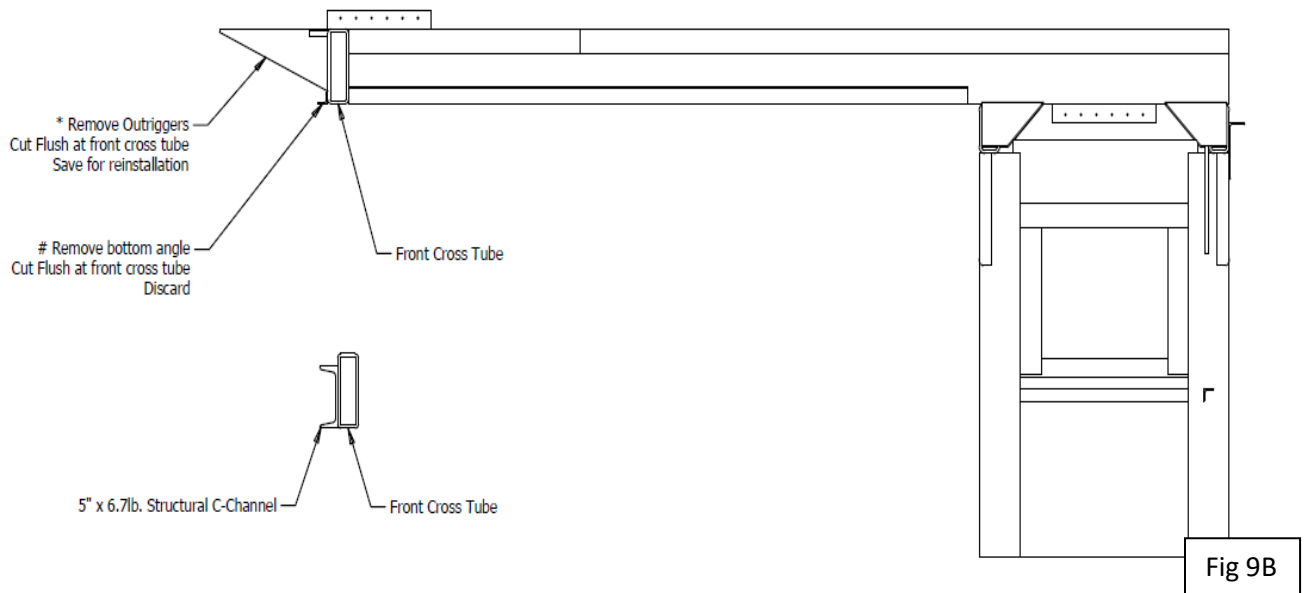 * Remove Outriggers
Cut Flush at front cross tube
Save for reinstallation
# Remove bottom angle
Cut Flush at front cross tube
Discard
Front Cross Tube
5" x 6.7lb. Structural C-Channel
Front Cross Tube
Fig 9B